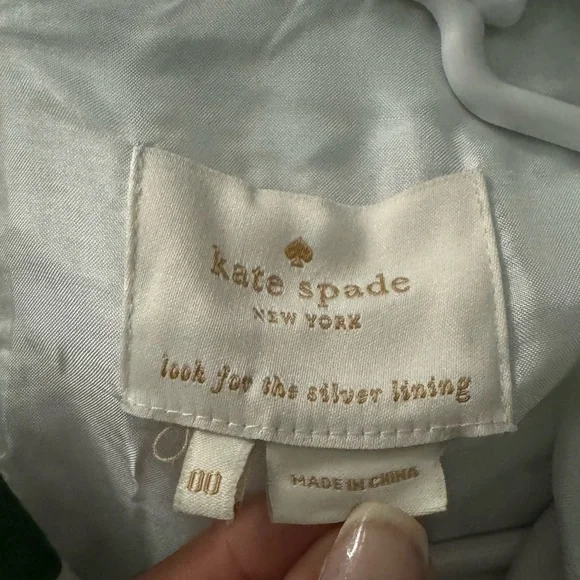 kate spade
NEW YORK
look for the silver lining
00
MADE IN CHINA